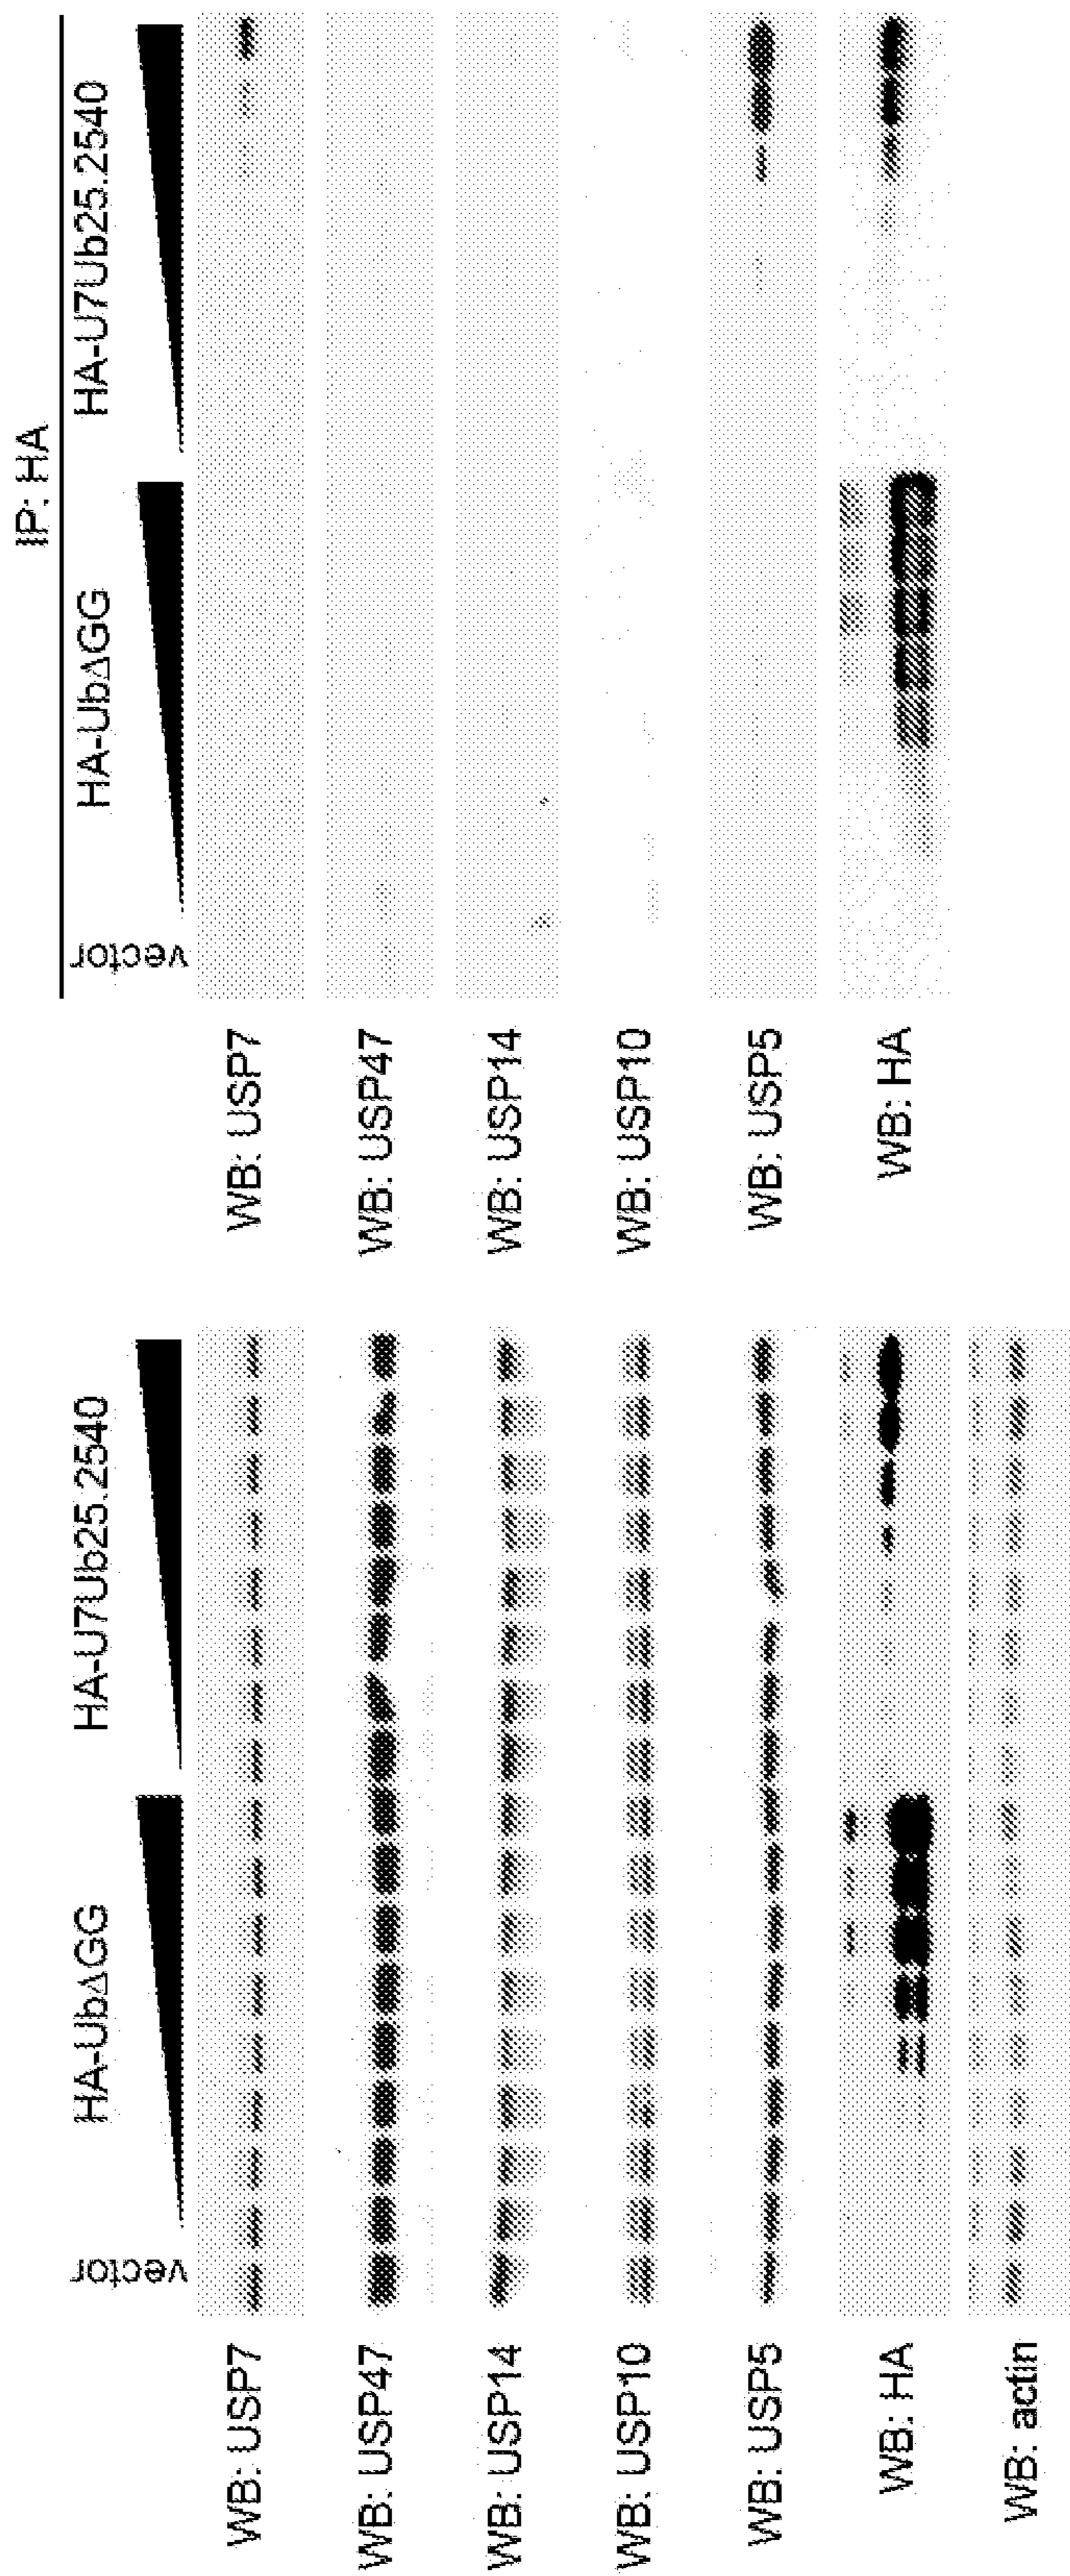 IP: HA
vector
HA-UbΔGG
HA-U7Ub25.2540
WB: USP7
WB: USP47
WB: USP14
WB: USP10
WB: USP5
WB: HA
vector
HA-UbΔGG
HA-U7Ub25.2540
WB: USP7
WB: USP47
WB: USP14
WB: USP10
WB: USP5
WB: HA
WB: actin